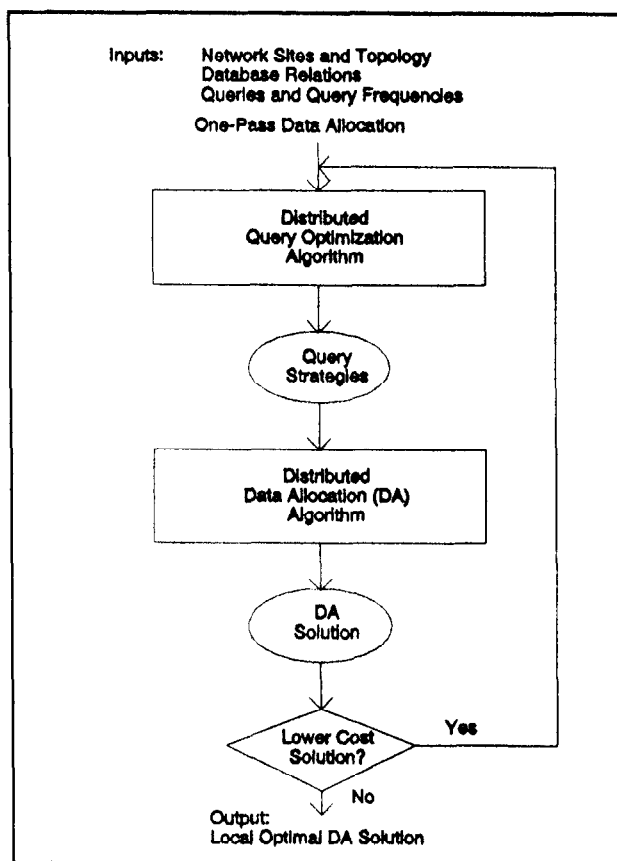 Inputs: Network Sites and Topology
Database Relations
Queries and Query Frequencies
One-Pass Data Allocation
Distributed
Query Optimization
Algorithm
Query
Strategies
Distributed
Data Allocation (DA)
Algorithm
DA
Solution
Lower Cost
Solution?
Yes
No
Output:
Local Optimal DA Solution